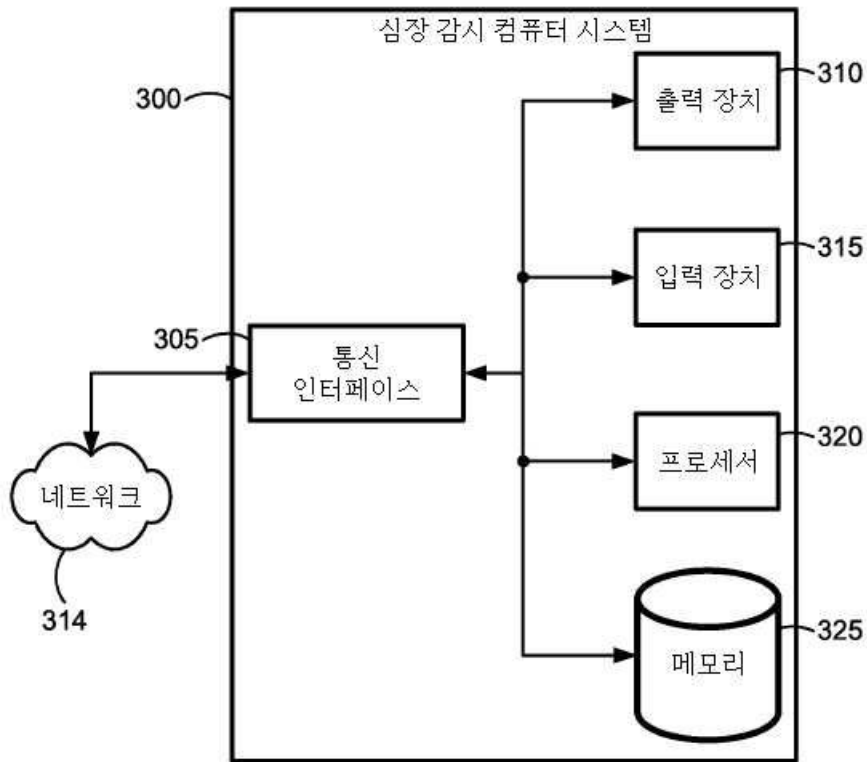 심장 감시 컴퓨터 시스템
300
310
출력 장치
315
입력 장치
305
통신
인터페이스
320
프로세서
네트워크
314
325
메모리